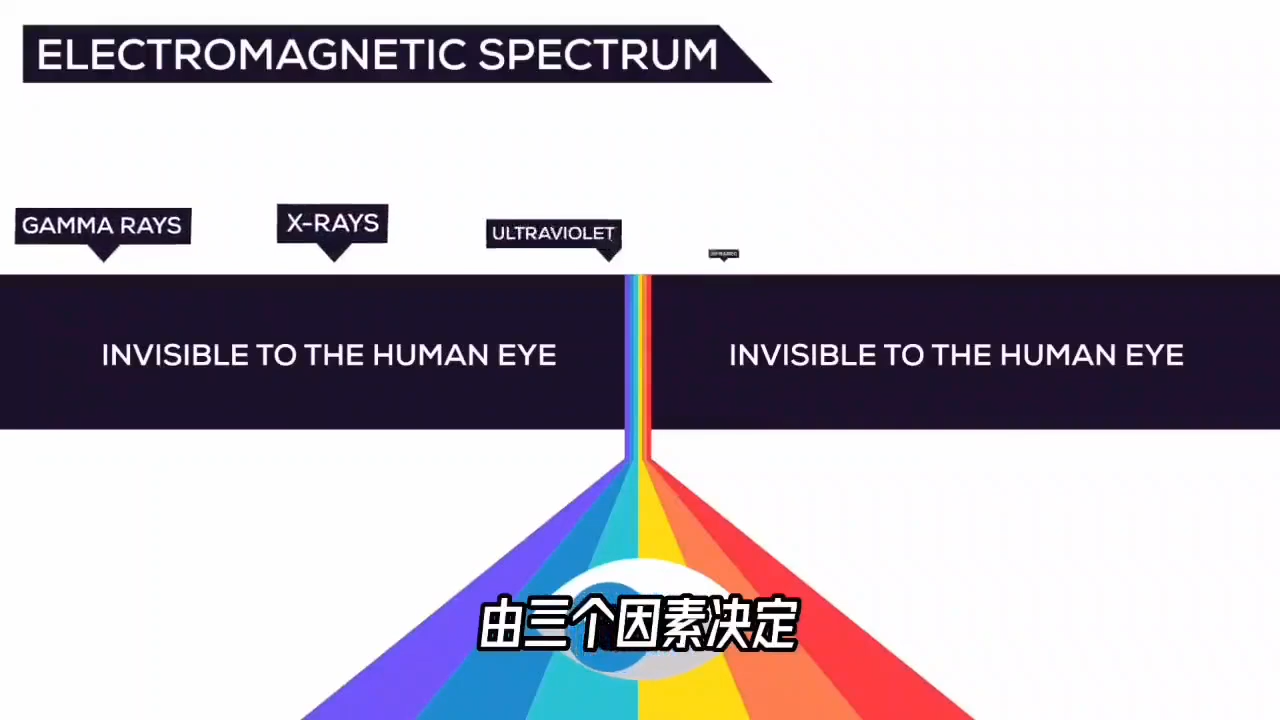 ELECTROMAGNETIC SPECTRUM
GAMMA RAYS
X-RAYS
ULTRAVIOLET
INFRARED
INVISIBLE TO THE HUMAN EYE
INVISIBLE TO THE HUMAN EYE
由三个因素决定